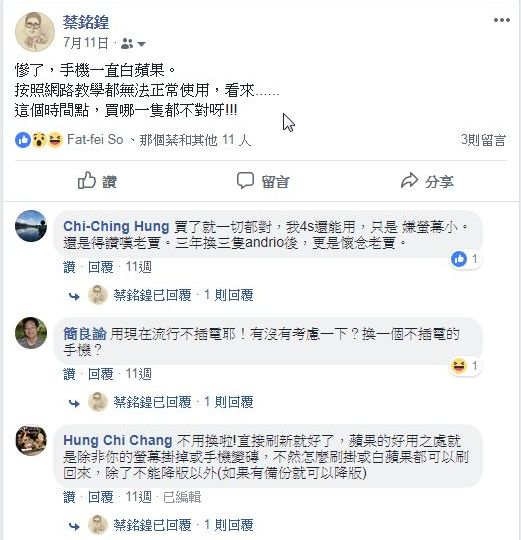 蔡銘鍠
7月11日 ·
慘了，手機一直白蘋果。
按照網路教學都無法正常使用，看來......
這個時間點，買哪一隻都不對呀!!!
Fat-fei So、那個蔡和其他 11 人
3則留言
讚
留言
分享
Chi-Ching Hung 買了就一切都對，我4s還能用，只是 嫌螢幕小。
還是得讚嘆老賈。三年換三隻andrio後，更是懷念老賈。
1
讚 · 回覆 · 11週
蔡銘鍠已回覆 · 1 則回覆
簡良諭 用現在流行不插電耶！有沒有考慮一下？換一個不插電的
手機？
1
讚 · 回覆 · 11週
蔡銘鍠已回覆 · 1 則回覆
Hung Chi Chang 不用換啦!直接刷新就好了，蘋果的好用之處就
是除非你的螢幕掛掉或手機變磚，不然怎麼刷掛或白蘋果都可以刷
回來，除了不能降版以外(如果有備份就可以降版)
讚 · 回覆 · 11週 · 已編輯
蔡銘鍠已回覆 · 1 則回覆